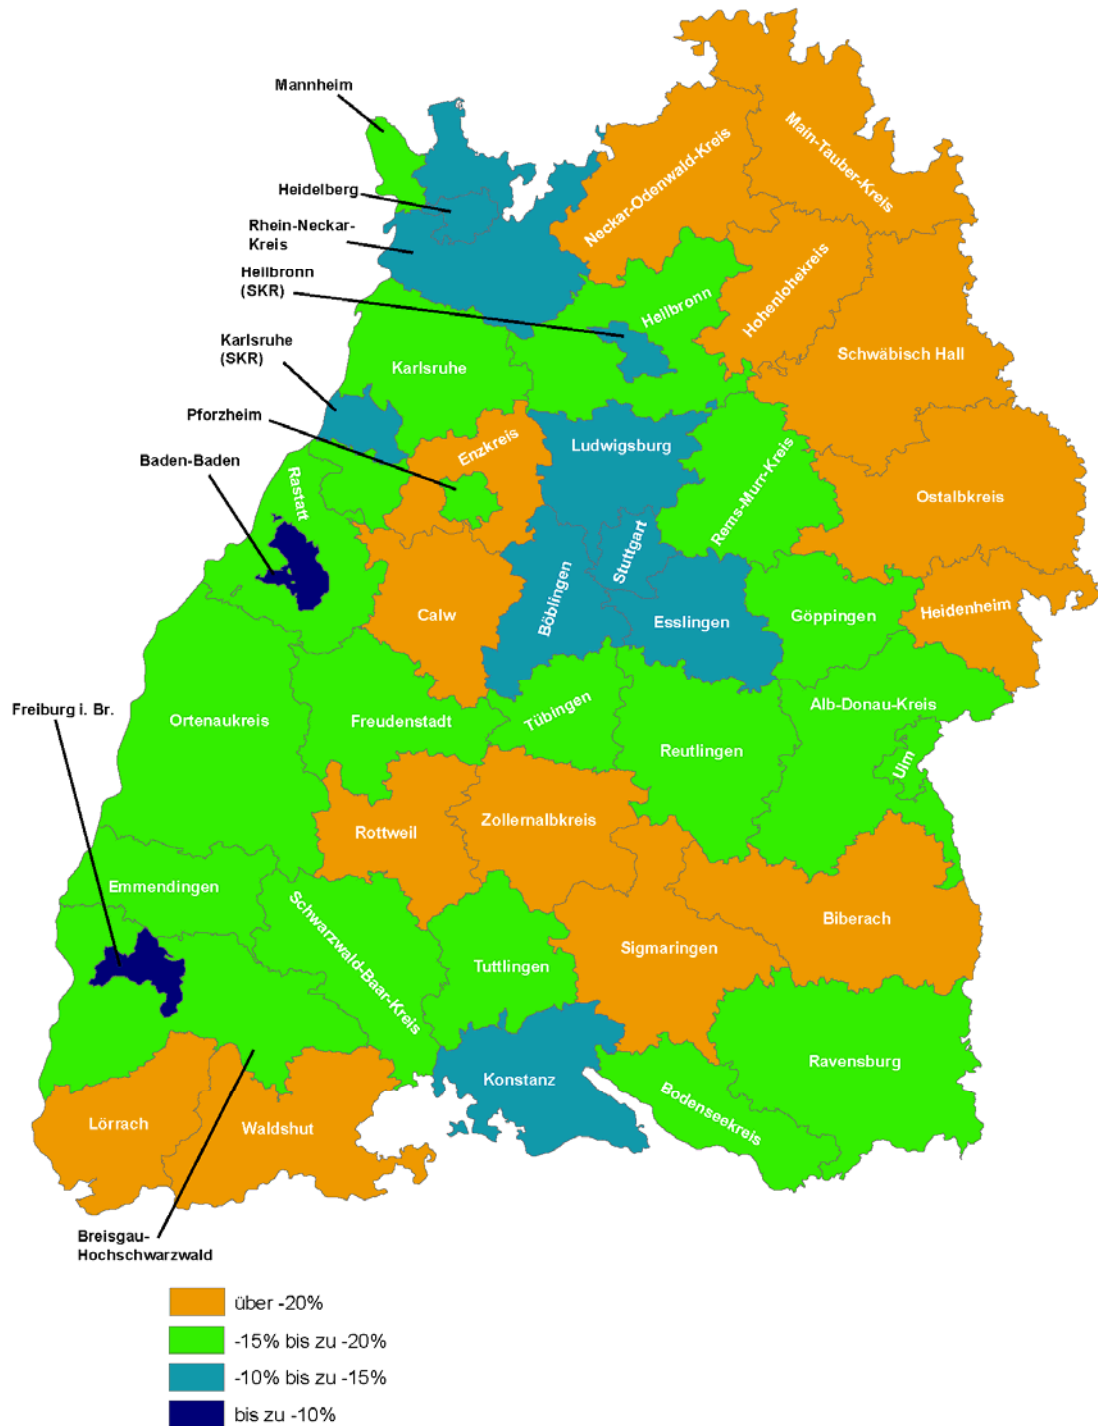 Mannheim
Main-Tauber-Kreis
Neckar-Odenwald-Kreis
Heidelberg
Rhein-Neckar-
Kreis
Heilbronn
(SKR)
Hohenlohekreis
Heilbronn
Karlsruhe
(SKR)
Schwäbisch Hall
Karlsruhe
Pforzheim
Enzkreis
Ludwigsburg
Baden-Baden
Rastatt
Rems-Murr-Kreis
Ostalbkreis
Stuttgart
Böblingen
Calw
Esslingen
Göppingen
Heidenheim
Freiburg i. Br.
Ortenaukreis
Freudenstadt
Tübingen
Reutlingen
Alb-Donau-Kreis
Ulm
Rottweil
Zollernalbkreis
Emmendingen
Schwarzwald-Baar-Kreis
Tuttlingen
Sigmaringen
Biberach
Konstanz
Ravensburg
Bodenseekreis
Lörrach
Waldshut
Breisgau-
Hochschwarzwald
über -20%
-15% bis zu -20%
-10% bis zu -15%
bis zu -10%